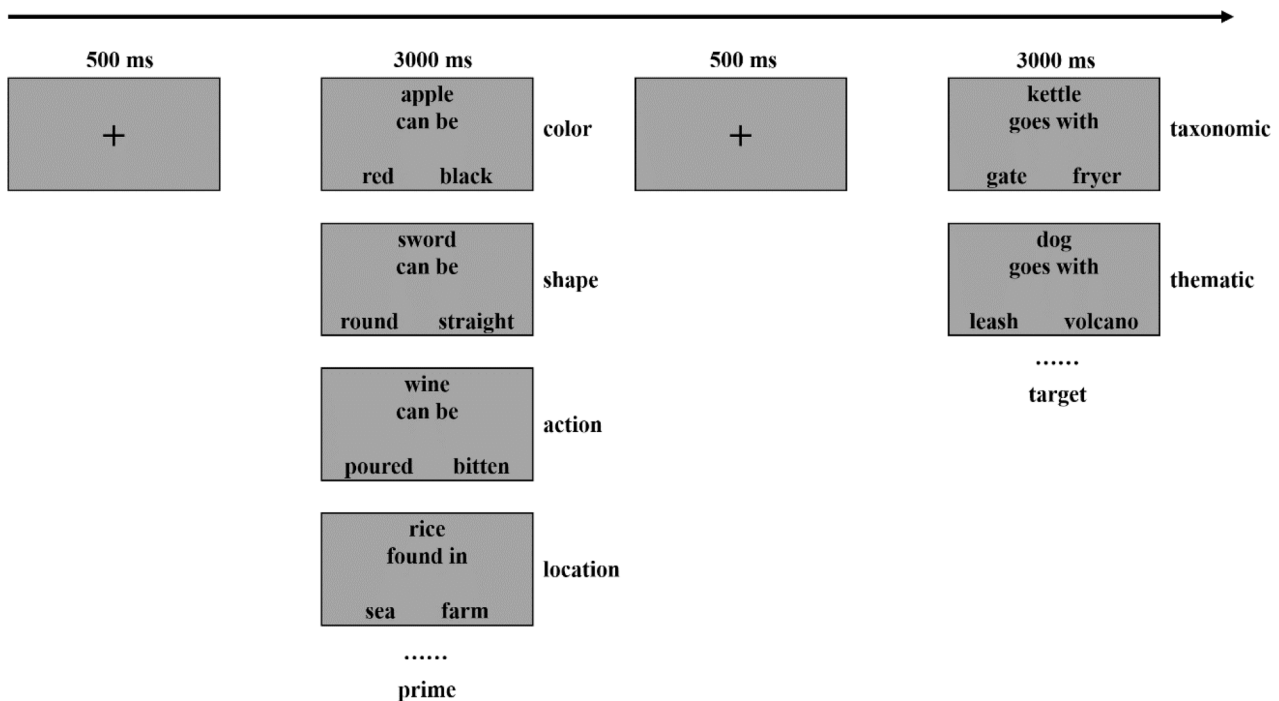 500 ms
3000 ms
500 ms
3000 ms
+
apple
can be
red black
color
+
kettle
goes with
gate fryer
taxonomic
sword
can be
round straight
shape
dog
goes with
leash volcano
thematic
......
target
wine
can be
poured bitten
action
rice
found in
sea farm
location
......
prime